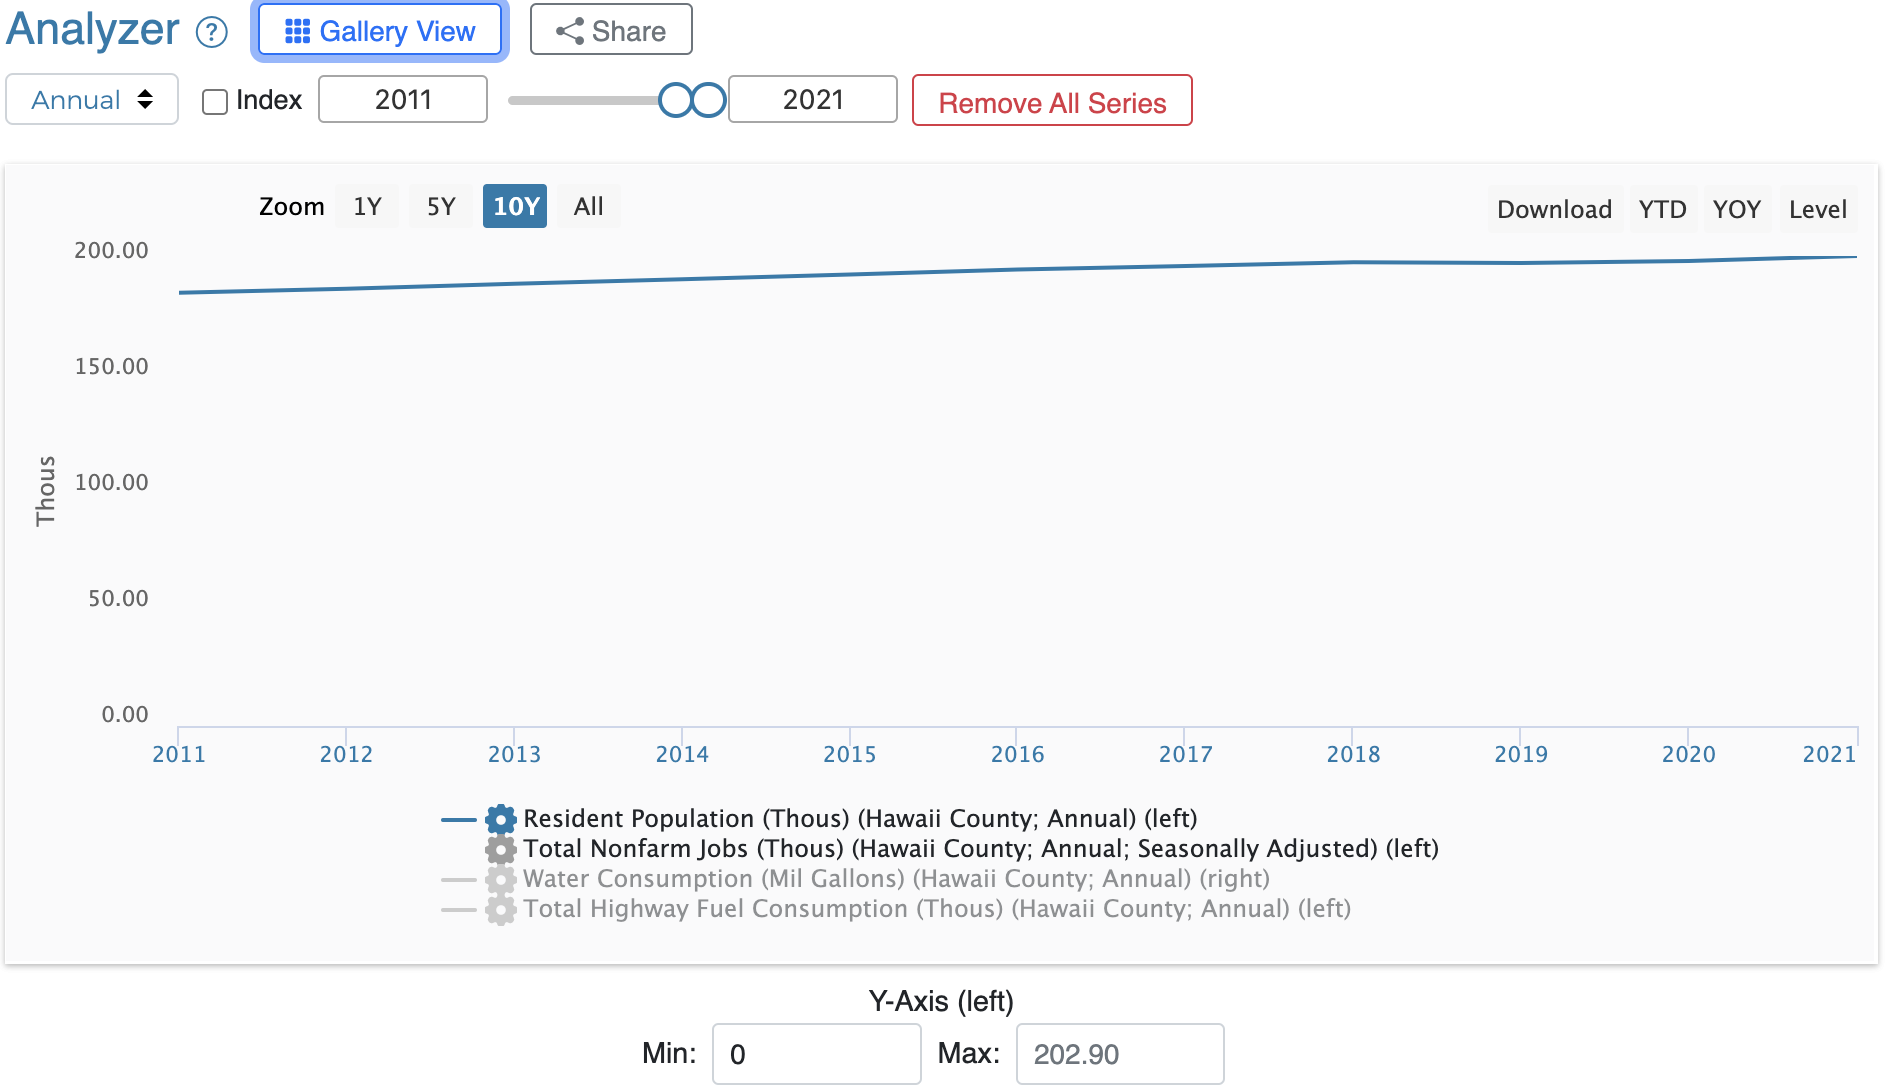 Analyzer ? Gallery View Share
Annual Index 2011 2021 Remove All Series
Zoom 1Y 5Y 10Y All Download YTD YOY Level
200.00
150.00
100.00
50.00
0.00
Thous
2011 2012 2013 2014 2015 2016 2017 2018 2019 2020 2021
Resident Population (Thous) (Hawaii County; Annual) (left)
Total Nonfarm Jobs (Thous) (Hawaii County; Annual; Seasonally Adjusted) (left)
Water Consumption (Mil Gallons) (Hawaii County; Annual) (right)
Total Highway Fuel Consumption (Thous) (Hawaii County; Annual) (left)
Y-Axis (left)
Min: 0 Max: 202.90